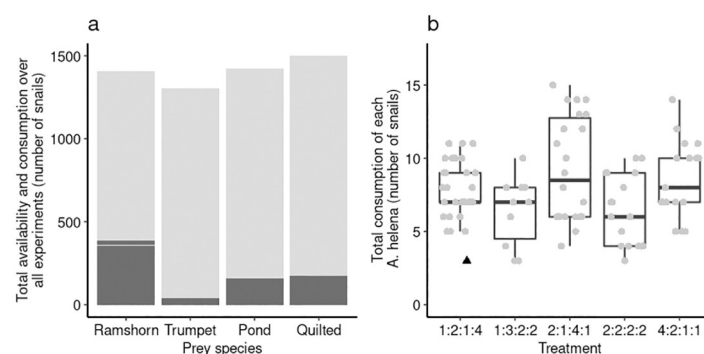 a
Total availability and consumption over
all experiments (number of snails)
1500
1000
500
0
Ramshorn Trumpet Pond Quilted
Prey species
b
Total consumption of each
A. helena (number of snails)
15
10
5
0
1:2:1:4 1:3:2:2 2:1:4:1 2:2:2:2 4:2:1:1
Treatment